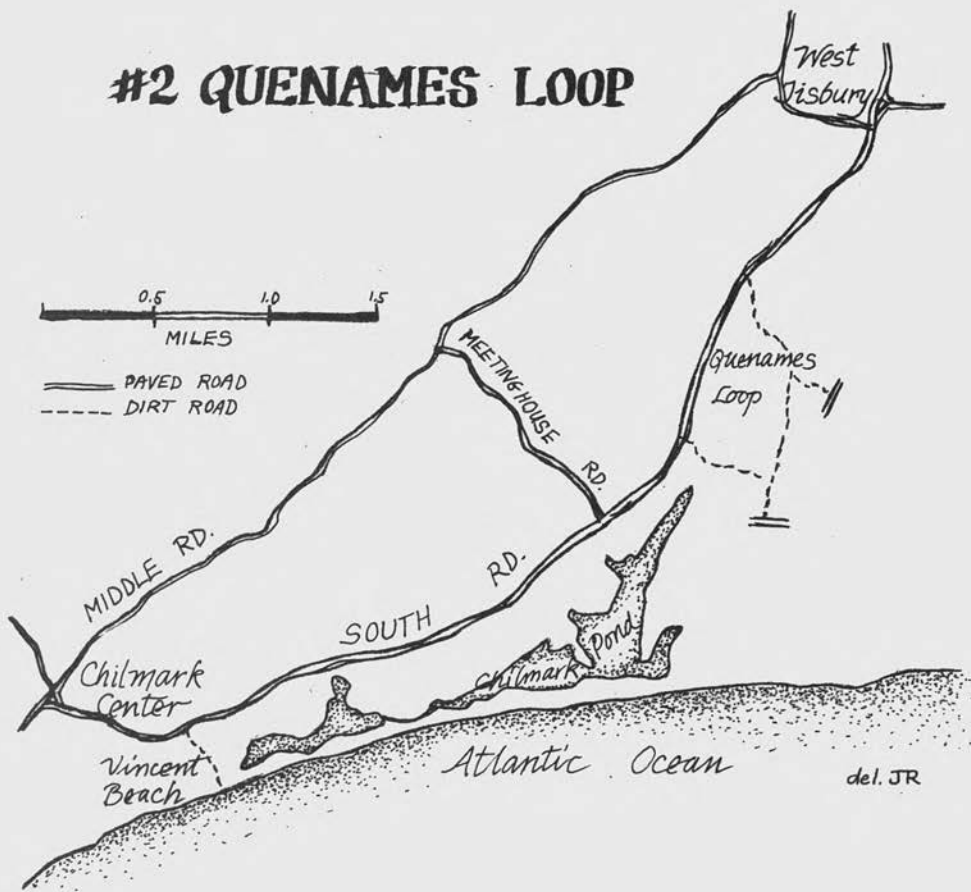 #2 QUENAMES LOOP
West
Tisbury
0.5 1.0 1.5
MILES
PAVED ROAD
DIRT ROAD
MEETINGHOUSE RD.
Quenames
Loop
MIDDLE RD.
SOUTH RD.
Chilmark Pond
Chilmark
Center
Vincent
Beach
Atlantic Ocean
del. JR